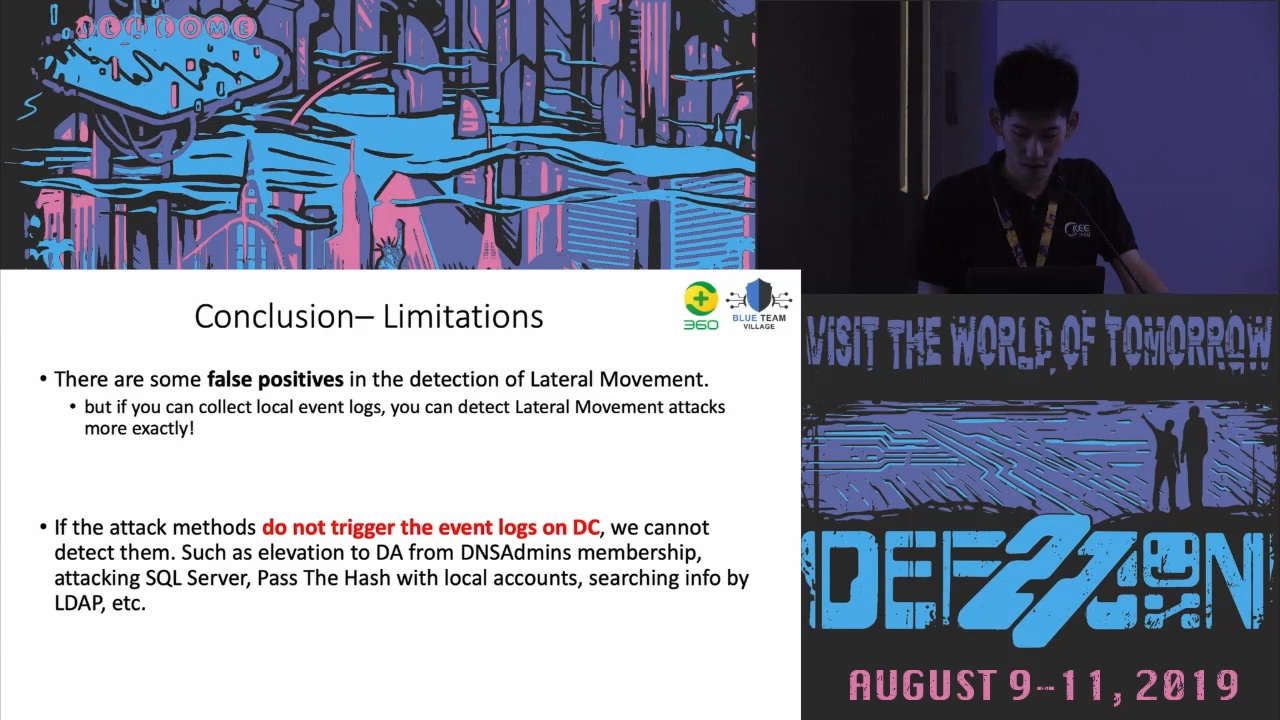 WELCOME
Conclusion– Limitations
360
BLUE TEAM
VILLAGE
• There are some false positives in the detection of Lateral Movement.
• but if you can collect local event logs, you can detect Lateral Movement attacks
more exactly!
• If the attack methods do not trigger the event logs on DC, we cannot
detect them. Such as elevation to DA from DNSAdmins membership,
attacking SQL Server, Pass The Hash with local accounts, searching info by
LDAP, etc.
VISIT THE WORLD OF TOMORROW
DEF27CON
AUGUST 9–11, 2019